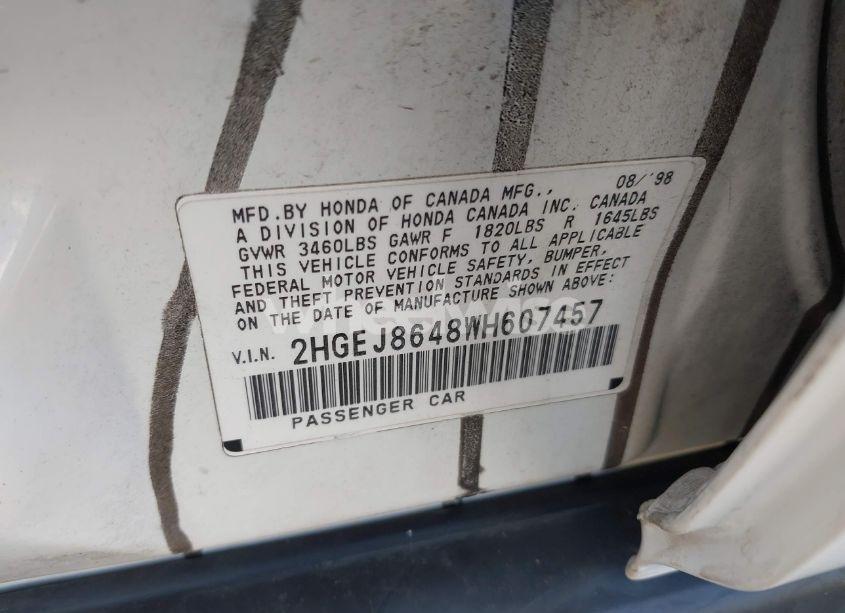 08/'98
MFD.BY HONDA OF CANADA MFG.,
A DIVISION OF HONDA CANADA INC. CANADA
GVWR 3460LBS GAWR F 1820LBS R 1645LBS
THIS VEHICLE CONFORMS TO ALL APPLICABLE
FEDERAL MOTOR VEHICLE SAFETY, BUMPER,
AND THEFT PREVENTION STANDARDS IN EFFECT
ON THE DATE OF MANUFACTURE SHOWN ABOVE:
V.I.N. 2HGEJ8648WH607457
PASSENGER CAR